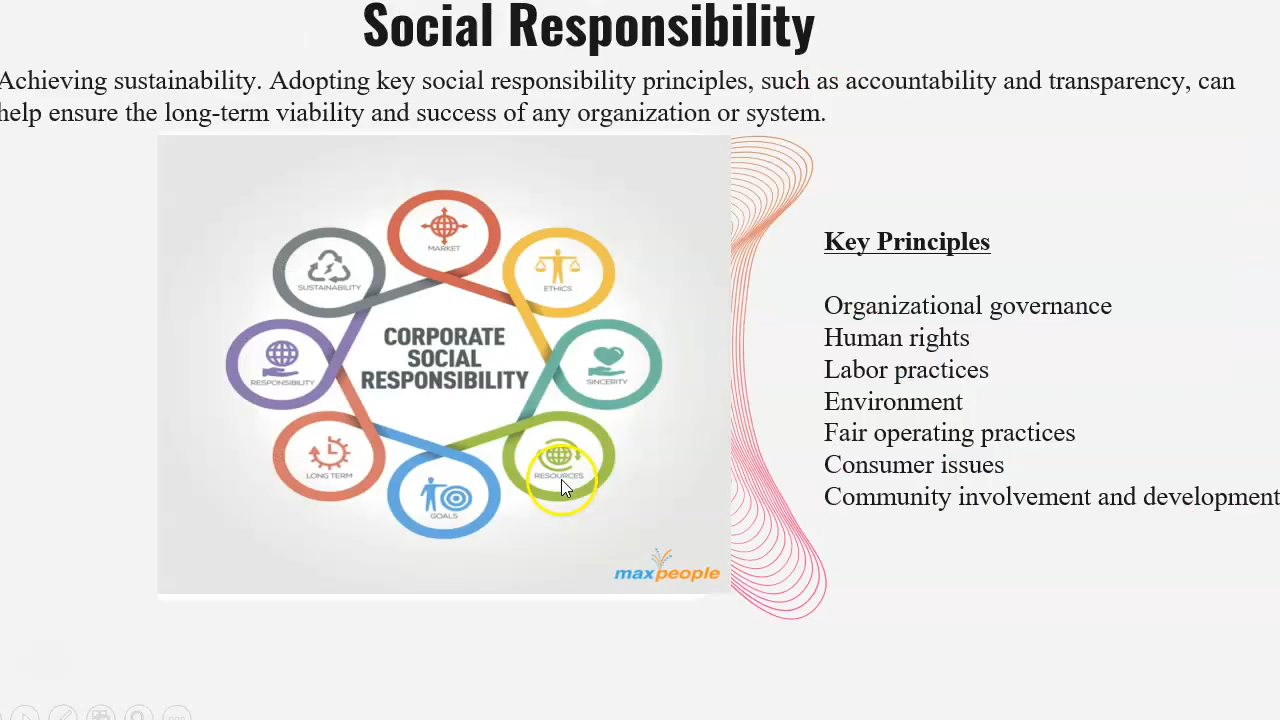 Social Responsibility
Achieving sustainability. Adopting key social responsibility principles, such as accountability and transparency, can
help ensure the long-term viability and success of any organization or system.
MARKET
SUSTAINABILITY
ETHICS
CORPORATE
SOCIAL
RESPONSIBILITY
RESPONSIBILITY
SINCERITY
LONG TERM
RESOURCES
GOALS
maxpeople
Key Principles
Organizational governance
Human rights
Labor practices
Environment
Fair operating practices
Consumer issues
Community involvement and development